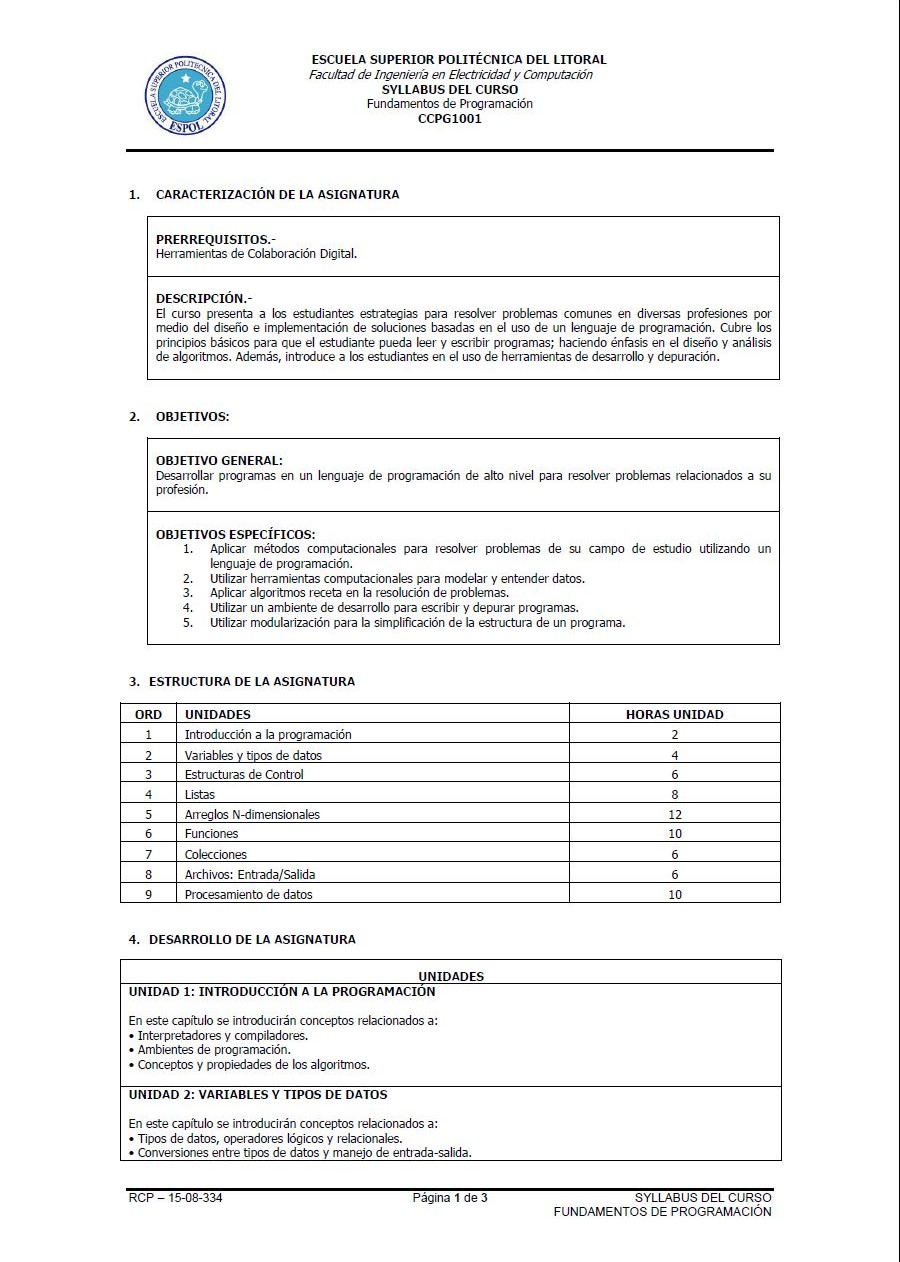 ESCUELA SUPERIOR POLITECNICA DEL LITORAL
ESPOL
ESCUELA SUPERIOR POLITÉCNICA DEL LITORAL
Facultad de Ingeniería en Electricidad y Computación
SYLLABUS DEL CURSO
Fundamentos de Programación
CCPG1001
1. CARACTERIZACIÓN DE LA ASIGNATURA
PRERREQUISITOS.-
Herramientas de Colaboración Digital.
DESCRIPCIÓN.-
El curso presenta a los estudiantes estrategias para resolver problemas comunes en diversas profesiones por
medio del diseño e implementación de soluciones basadas en el uso de un lenguaje de programación. Cubre los
principios básicos para que el estudiante pueda leer y escribir programas; haciendo énfasis en el diseño y análisis
de algoritmos. Además, introduce a los estudiantes en el uso de herramientas de desarrollo y depuración.
2. OBJETIVOS:
OBJETIVO GENERAL:
Desarrollar programas en un lenguaje de programación de alto nivel para resolver problemas relacionados a su
profesión.
OBJETIVOS ESPECÍFICOS:
1. Aplicar métodos computacionales para resolver problemas de su campo de estudio utilizando un
lenguaje de programación.
2. Utilizar herramientas computacionales para modelar y entender datos.
3. Aplicar algoritmos receta en la resolución de problemas.
4. Utilizar un ambiente de desarrollo para escribir y depurar programas.
5. Utilizar modularización para la simplificación de la estructura de un programa.
3. ESTRUCTURA DE LA ASIGNATURA
ORD UNIDADES HORAS UNIDAD
1 Introducción a la programación 2
2 Variables y tipos de datos 4
3 Estructuras de Control 6
4 Listas 8
5 Arreglos N-dimensionales 12
6 Funciones 10
7 Colecciones 6
8 Archivos: Entrada/Salida 6
9 Procesamiento de datos 10
4. DESARROLLO DE LA ASIGNATURA
UNIDADES
UNIDAD 1: INTRODUCCIÓN A LA PROGRAMACIÓN
En este capítulo se introducirán conceptos relacionados a:
• Interpretadores y compiladores.
• Ambientes de programación.
• Conceptos y propiedades de los algoritmos.
UNIDAD 2: VARIABLES Y TIPOS DE DATOS
En este capítulo se introducirán conceptos relacionados a:
• Tipos de datos, operadores lógicos y relacionales.
• Conversiones entre tipos de datos y manejo de entrada-salida.
RCP – 15-08-334 Página 1 de 3 SYLLABUS DEL CURSO
FUNDAMENTOS DE PROGRAMACIÓN